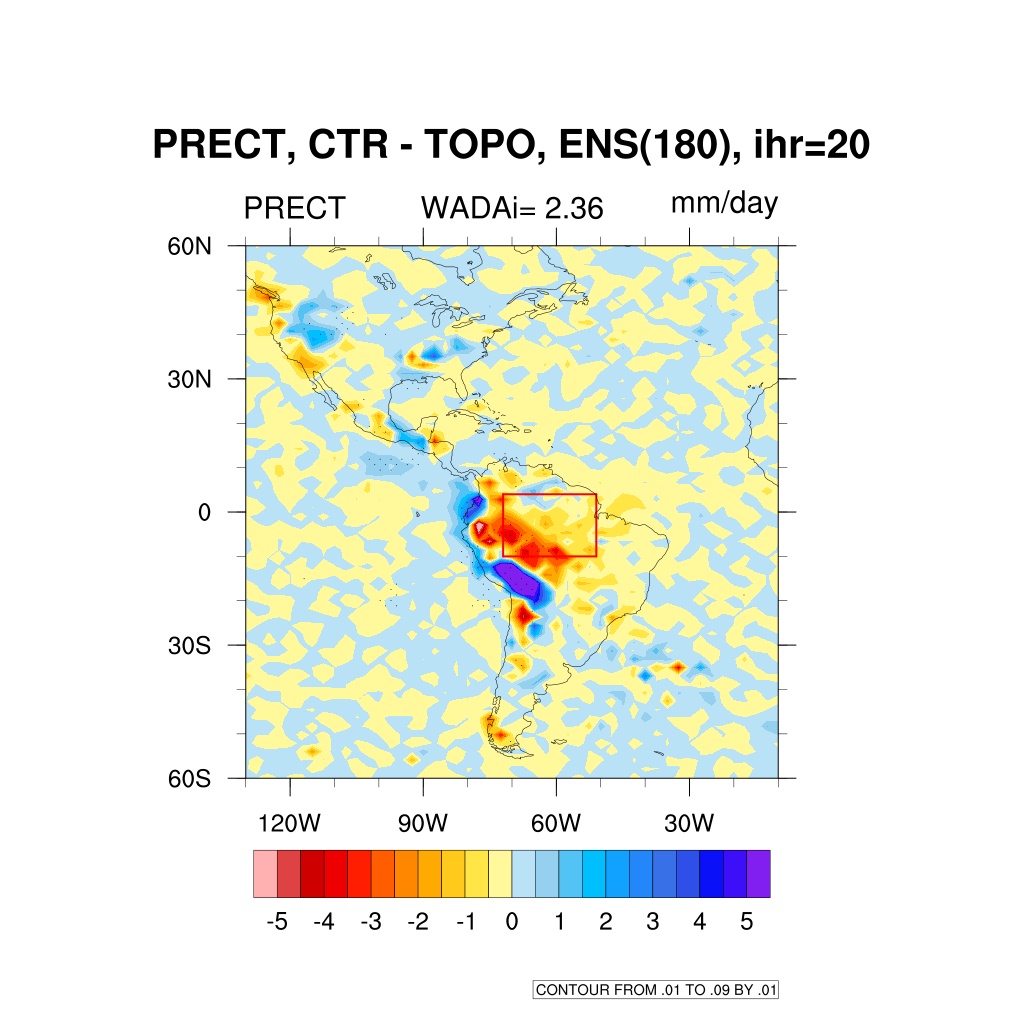 PRECT, CTR - TOPO, ENS(180), ihr=20
PRECT WADAi= 2.36 mm/day
60N
30N
0
30S
60S
120W 90W 60W 30W
-5 -4 -3 -2 -1 0 1 2 3 4 5
CONTOUR FROM .01 TO .09 BY .01